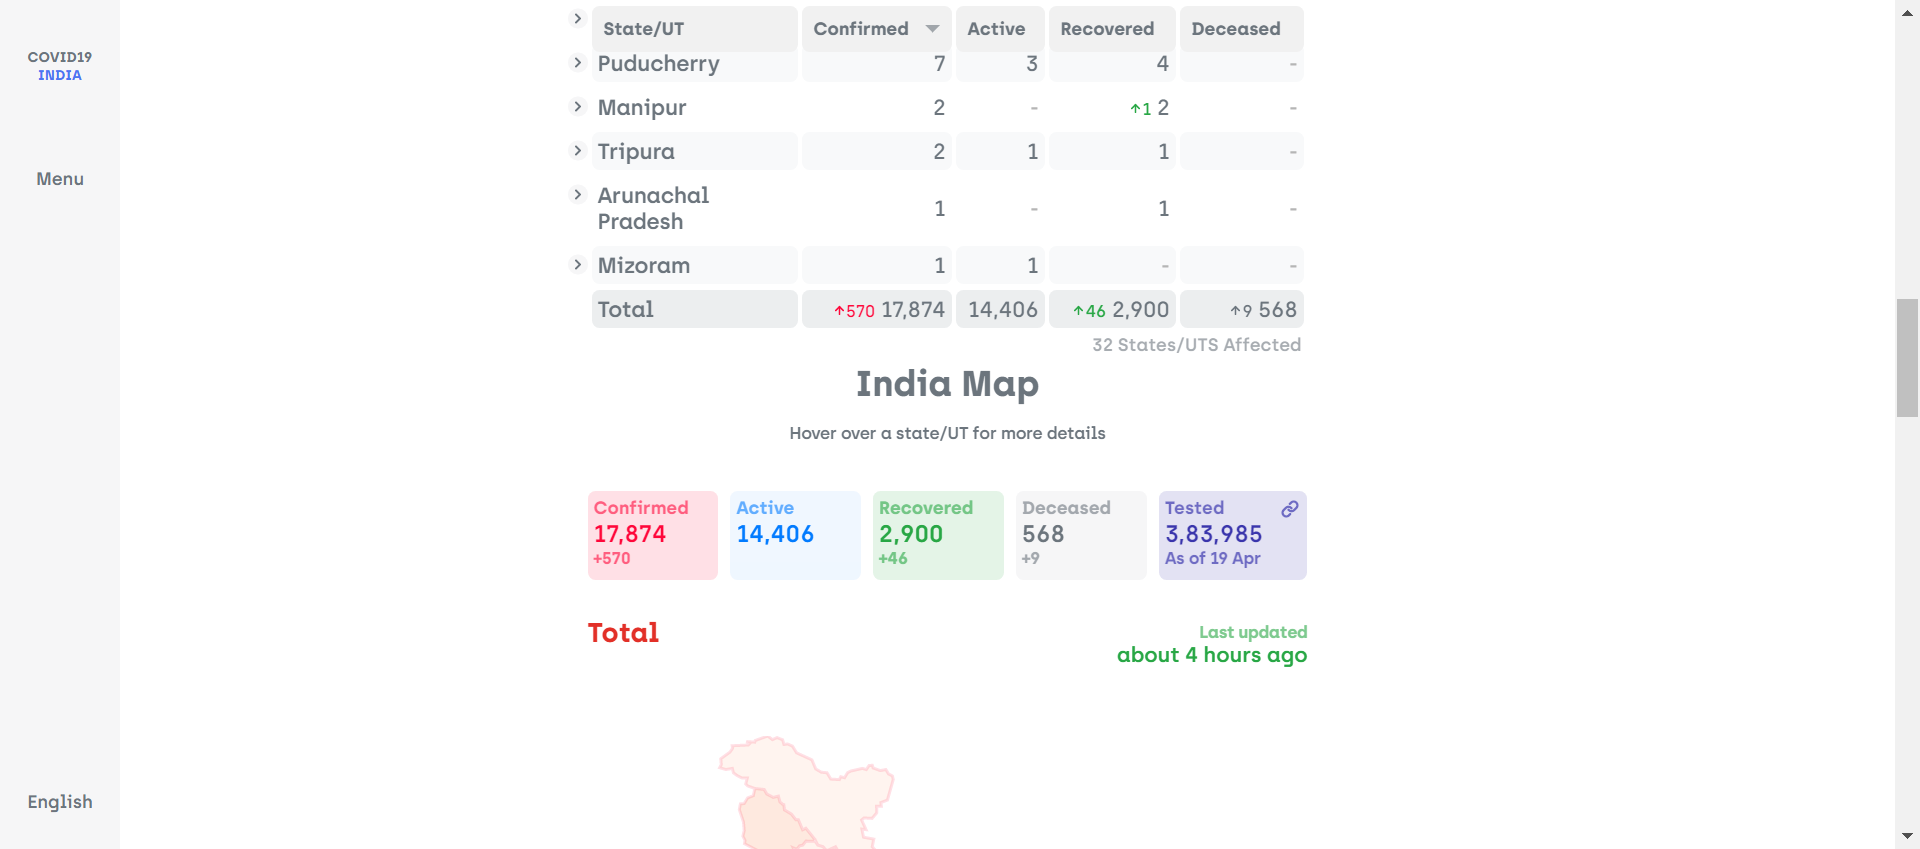 COVID19
INDIA
Menu
English
State/UT Confirmed Active Recovered Deceased
Puducherry 7 3 4 -
Manipur 2 - ↑1 2 -
Tripura 2 1 1 -
Arunachal
Pradesh 1 - 1 -
Mizoram 1 1 - -
Total ↑570 17,874 14,406 ↑46 2,900 ↑9 568
32 States/UTS Affected
India Map
Hover over a state/UT for more details
Confirmed Active Recovered Deceased Tested
17,874 14,406 2,900 568 3,83,985
+570 +46 +9 As of 19 Apr
Total
Last updated
about 4 hours ago